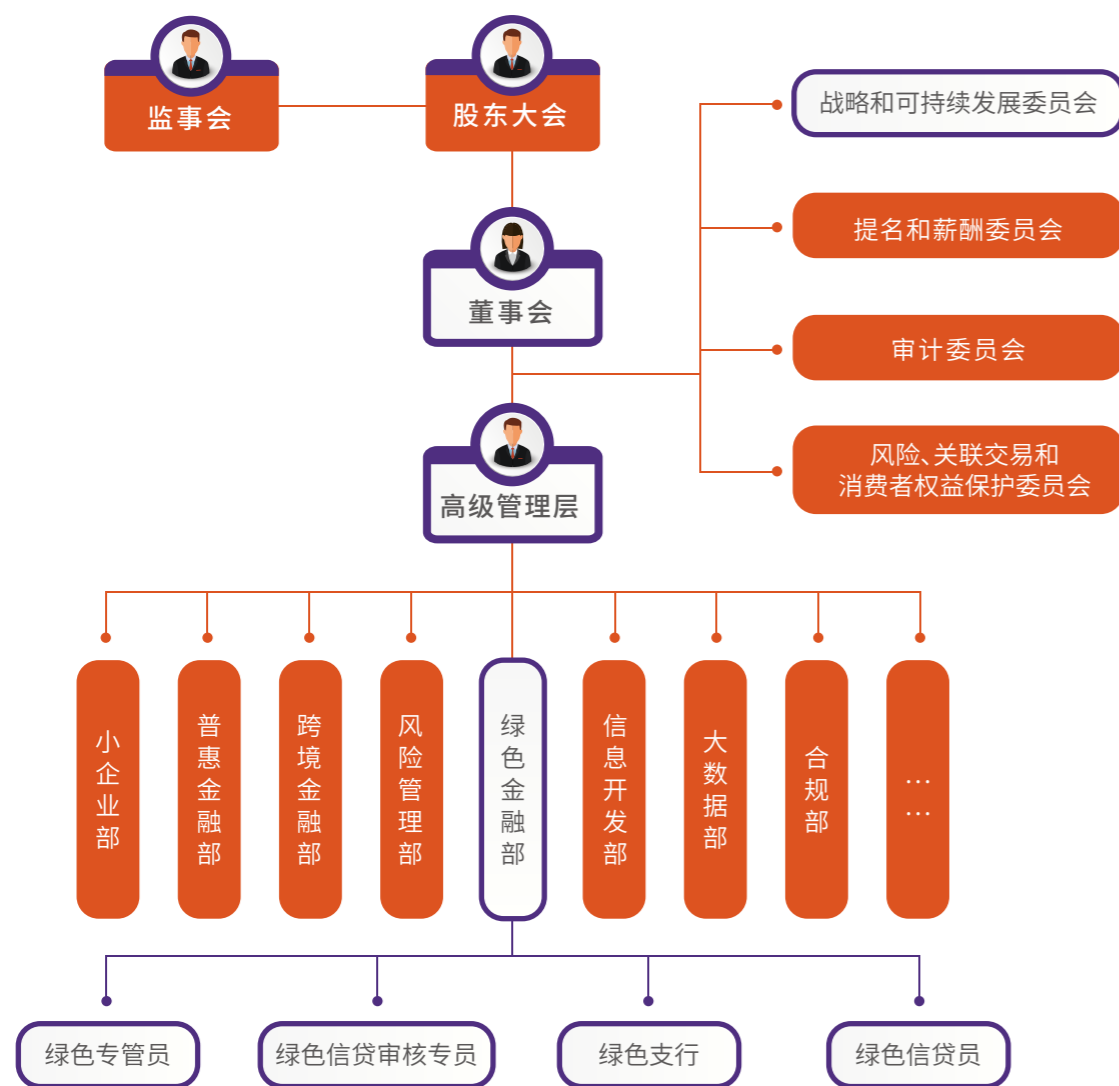 监事会
股东大会
战略和可持续发展委员会
提名和薪酬委员会
董事会
审计委员会
风险、关联交易和
消费者权益保护委员会
高级管理层
小企业部
普惠金融部
跨境金融部
风险管理部
绿色金融部
信息开发部
大数据部
合规部
……
绿色专管员
绿色信贷审核专员
绿色支行
绿色信贷员